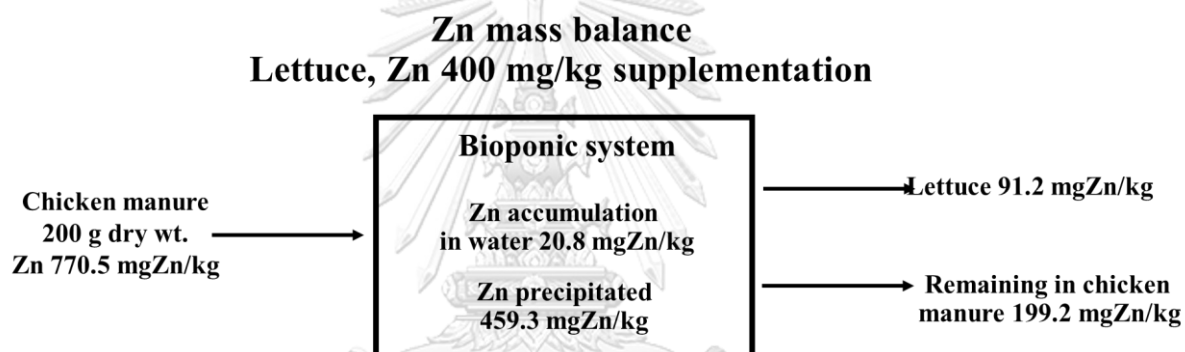 Zn mass balance
Lettuce, Zn 400 mg/kg supplementation
Bioponic system
Chicken manure
200 g dry wt.
Zn 770.5 mgZn/kg
Zn accumulation
in water 20.8 mgZn/kg
Zn precipitated
459.3 mgZn/kg
Lettuce 91.2 mgZn/kg
Remaining in chicken
manure 199.2 mgZn/kg